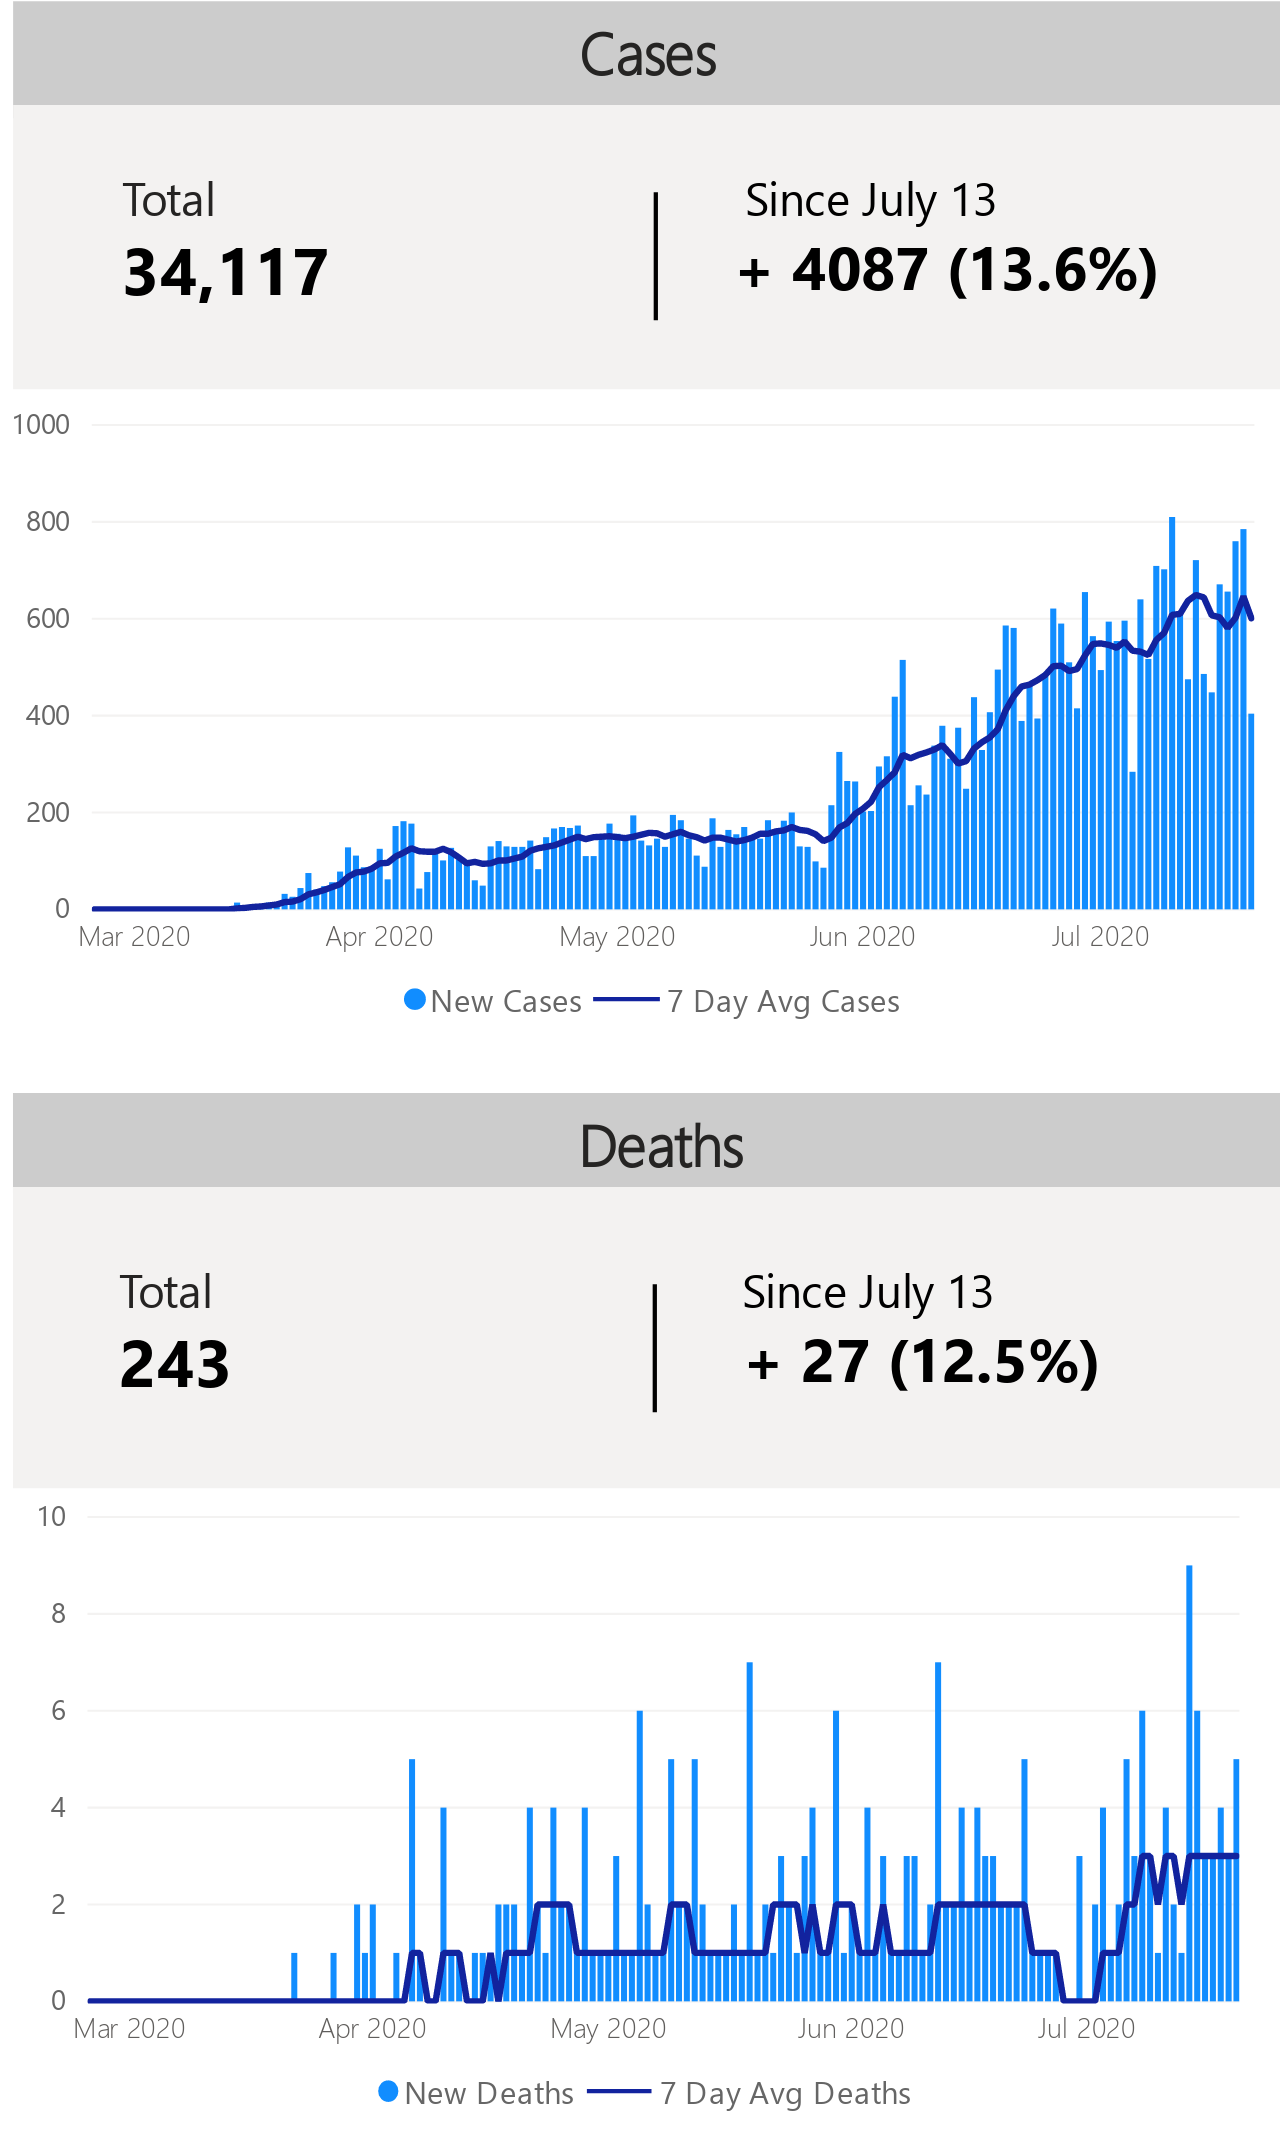 Cases
Total
Since July 13
34,117
+ 4087 (13.6%)
1000
800
600
400
200
0
Mar 2020 Apr 2020 May 2020 Jun 2020 Jul 2020
New Cases 7 Day Avg Cases
Deaths
Total
Since July 13
243
+ 27 (12.5%)
10
8
6
4
2
0
Mar 2020 Apr 2020 May 2020 Jun 2020 Jul 2020
New Deaths 7 Day Avg Deaths